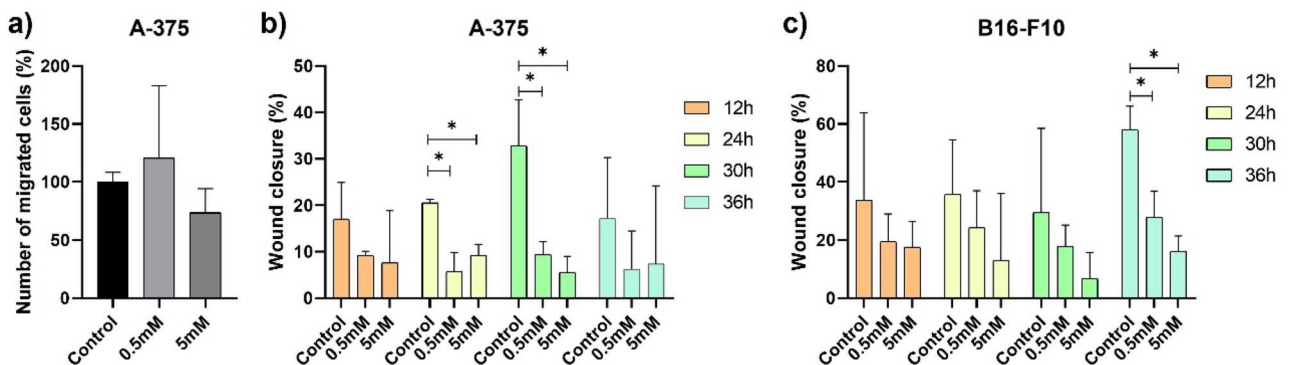 a)
A-375
Number of migrated cells (%)
200
150
100
50
0
Control
0.5mM
5mM
b)
A-375
Wound closure (%)
50
40
30
20
10
0
*
*
*
*
Control
0.5mM
5mM
Control
0.5mM
5mM
Control
0.5mM
5mM
Control
0.5mM
5mM
12h
24h
30h
36h
c)
B16-F10
Wound closure (%)
80
60
40
20
0
*
*
Control
0.5mM
5mM
Control
0.5mM
5mM
Control
0.5mM
5mM
Control
0.5mM
5mM
12h
24h
30h
36h